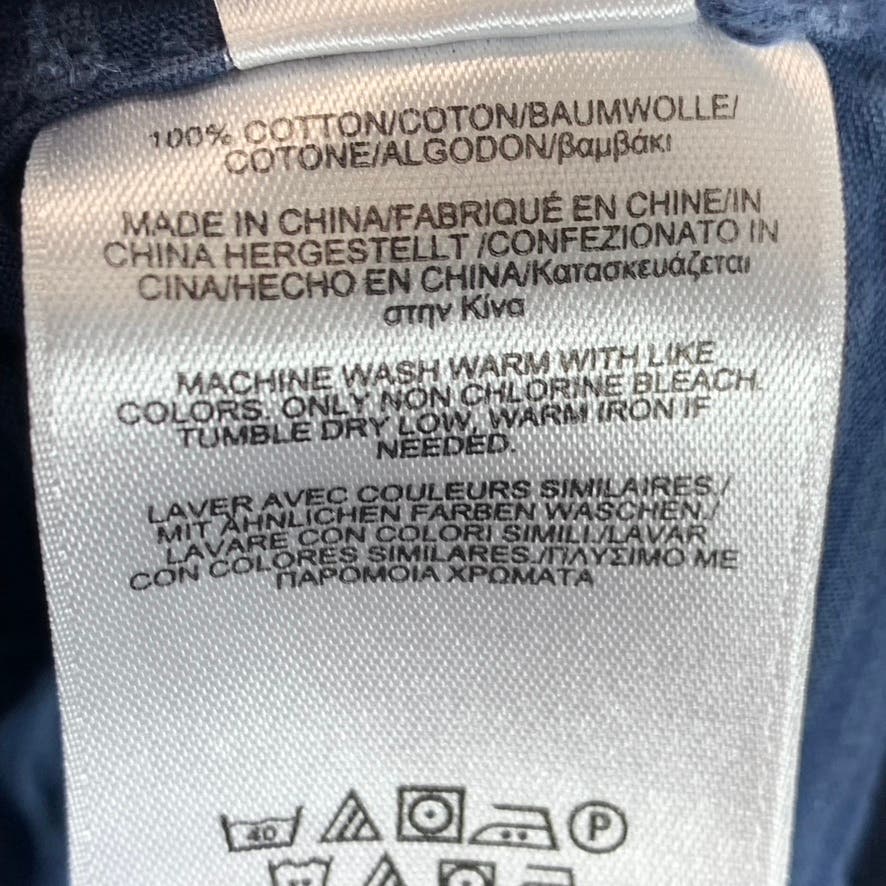 100% COTTON/COTON/BAUMWOLLE/
COTONE/ALGODON/βαμβάκι
MADE IN CHINA/FABRIQUÉ EN CHINE/IN
CHINA HERGESTELLT /CONFEZIONATO IN
CINA/HECHO EN CHINA/Κατασκευάζεται
στην Κίνα
MACHINE WASH WARM WITH LIKE
COLORS. ONLY NON CHLORINE BLEACH.
TUMBLE DRY LOW, WARM IRON IF
NEEDED.
LAVER AVEC COULEURS SIMILAIRES./
MIT ÄHNLICHEN FARBEN WASCHEN./
LAVARE CON COLORI SIMILI./LAVAR
CON COLORES SIMILARES./ΠΛΥΣΙΜΟ ΜΕ
ΠΑΡΟΜΟΙΑ ΧΡΩΜΑΤΑ
40 P